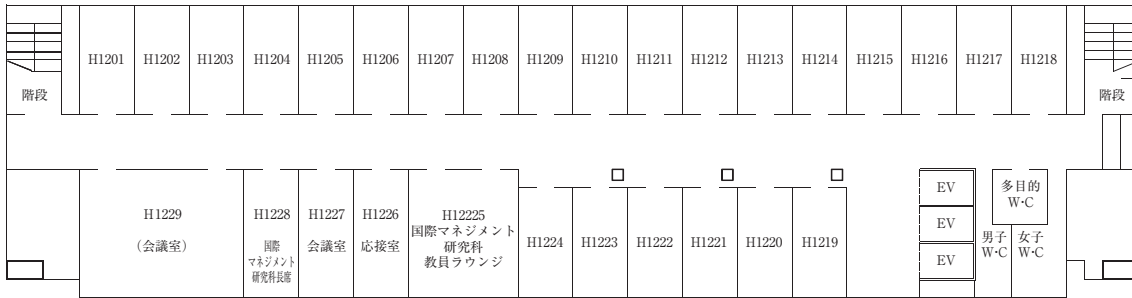 H1201
H1202
H1203
H1204
H1205
H1206
H1207
H1208
H1209
H1210
H1211
H1212
H1213
H1214
H1215
H1216
H1217
H1218
階段
階段
H1229
（会議室）
H1228
国際
マネジメント
研究科長席
H1227
会議室
H1226
応接室
H12225
国際マネジメント
研究科
教員ラウンジ
H1224
H1223
H1222
H1221
H1220
H1219
EV
EV
EV
多目的
W・C
男子
W・C
女子
W・C